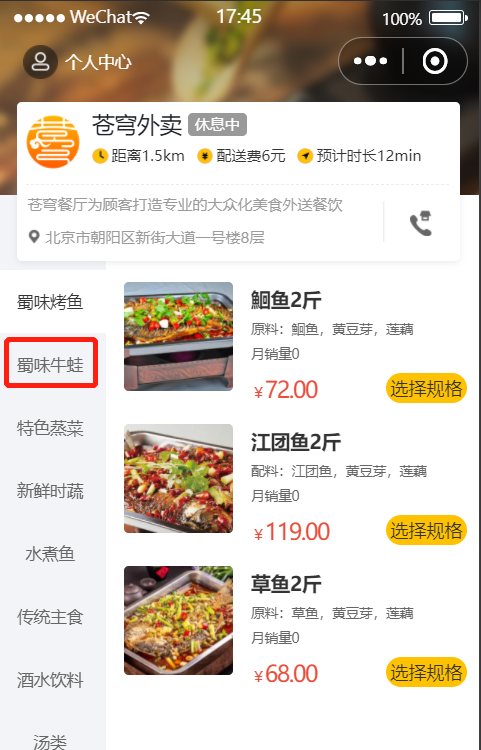 WeChat 17:45 100%
个人中心
苍穹外卖 休息中
距离1.5km 配送费6元 预计时长12min
苍穹餐厅为顾客打造专业的大众化美食外送餐饮
北京市朝阳区新街大道一号楼8层
蜀味烤鱼
蜀味牛蛙
特色蒸菜
新鲜时蔬
水煮鱼
传统主食
酒水饮料
汤类
鮰鱼2斤
原料：鮰鱼，黄豆芽，莲藕
月销量0
¥72.00 选择规格
江团鱼2斤
配料：江团鱼，黄豆芽，莲藕
月销量0
¥119.00 选择规格
草鱼2斤
原料：草鱼，黄豆芽，莲藕
月销量0
¥68.00 选择规格